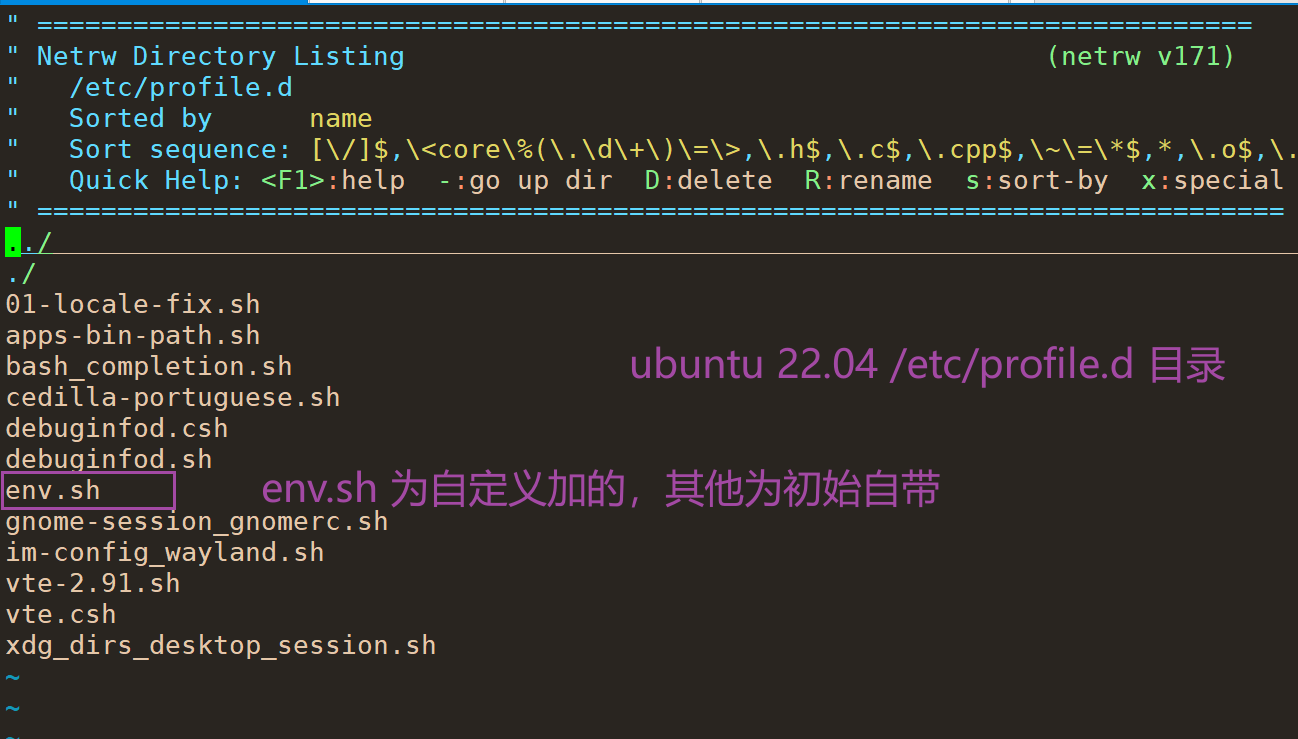 " ============================================================================
" Netrw Directory Listing                                        (netrw v171)
"   /etc/profile.d
"   Sorted by      name
"   Sort sequence: [\/]$,\<core\%(\.\d\+\)\=\>,\.h$,\.c$,\.cpp$,\~\=\*$,*,\.o$,\.
"   Quick Help: <F1>:help  -:go up dir  D:delete  R:rename  s:sort-by  x:special
" ==============================================================================
../
./
01-locale-fix.sh
apps-bin-path.sh
bash_completion.sh
ubuntu 22.04 /etc/profile.d 目录
cedilla-portuguese.sh
debuginfod.csh
debuginfod.sh
env.sh
env.sh 为自定义加的，其他为初始自带
gnome-session_gnomerc.sh
im-config_wayland.sh
vte-2.91.sh
vte.csh
xdg_dirs_desktop_session.sh
~
~
~